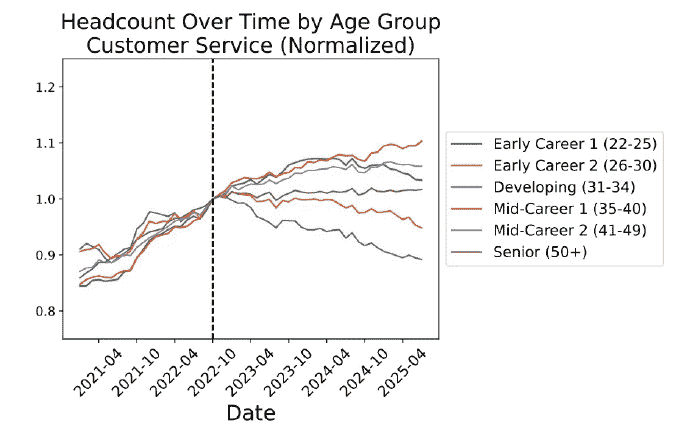 Headcount Over Time by Age Group
Customer Service (Normalized)
1.2
1.1
1.0
0.9
0.8
2021-04
2021-10
2022-04
2022-10
2023-04
2023-10
2024-04
2024-10
2025-04
Date
Early Career 1 (22-25)
Early Career 2 (26-30)
Developing (31-34)
Mid-Career 1 (35-40)
Mid-Career 2 (41-49)
Senior (50+)